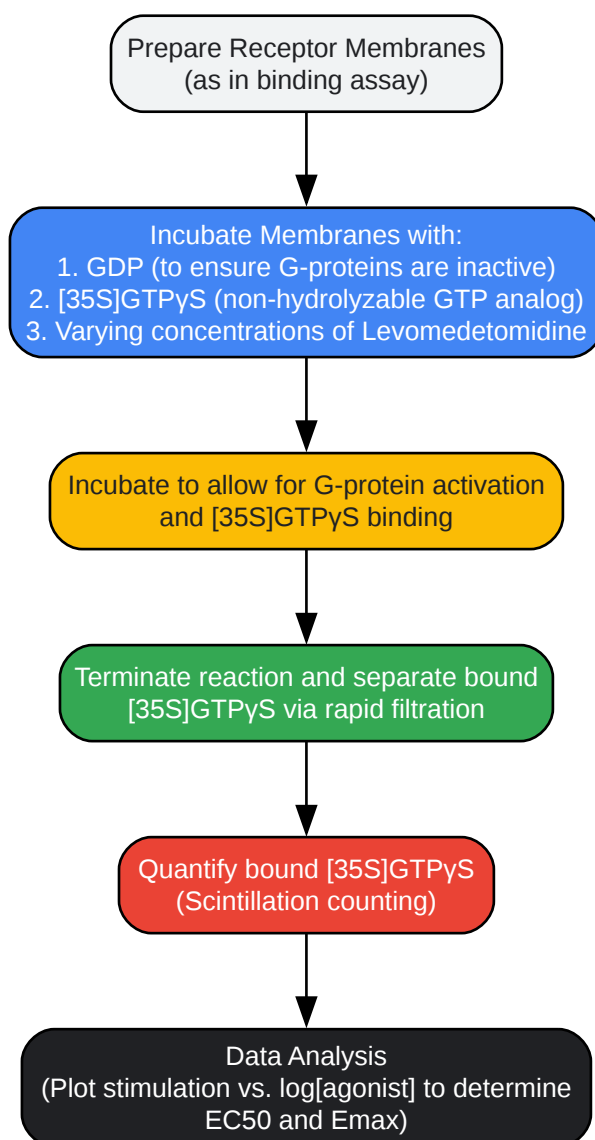 Prepare Receptor Membranes
(as in binding assay)
Incubate Membranes with:
1. GDP (to ensure G-proteins are inactive)
2. [35S]GTPγS (non-hydrolyzable GTP analog)
3. Varying concentrations of Levomedetomidine
Incubate to allow for G-protein activation
and [35S]GTPγS binding
Terminate reaction and separate bound
[35S]GTPγS via rapid filtration
Quantify bound [35S]GTPγS
(Scintillation counting)
Data Analysis
(Plot stimulation vs. log[agonist] to determine
EC50 and Emax)